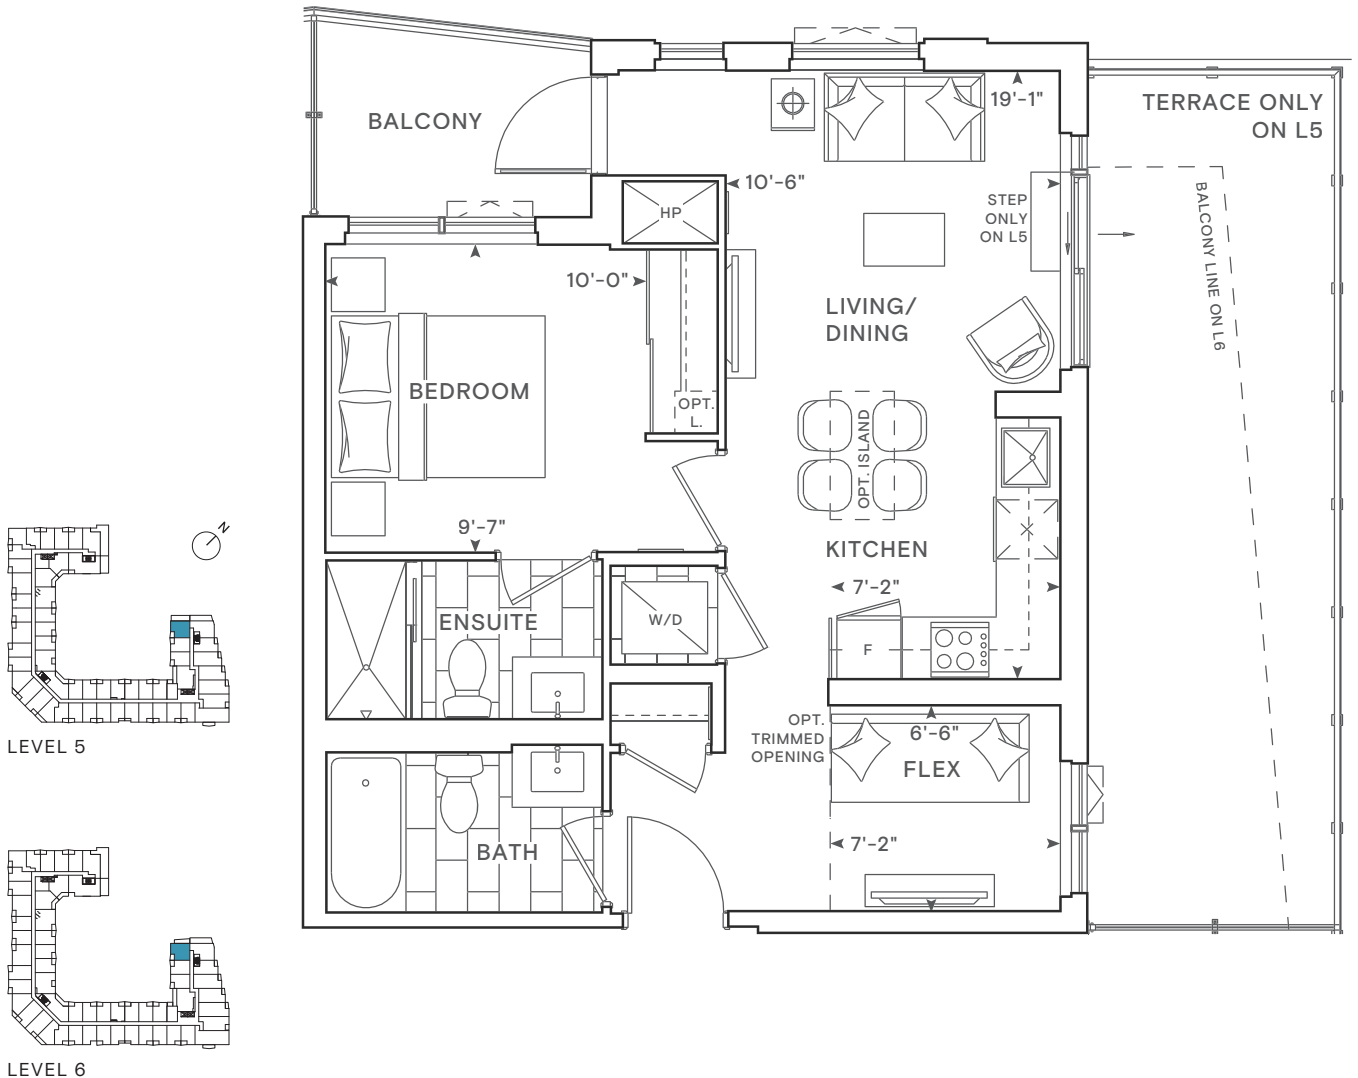 BALCONY
19'-1"
TERRACE ONLY
ON L5
10'-6"
HP
STEP
ONLY
ON L5
BALCONY LINE ON L6
10'-0"
LIVING/
DINING
BEDROOM
OPT.
L.
OPT. ISLAND
9'-7"
KITCHEN
7'-2"
ENSUITE
W/D
F
OPT.
TRIMMED
OPENING
6'-6"
FLEX
7'-2"
BATH
N
LEVEL 5
LEVEL 6